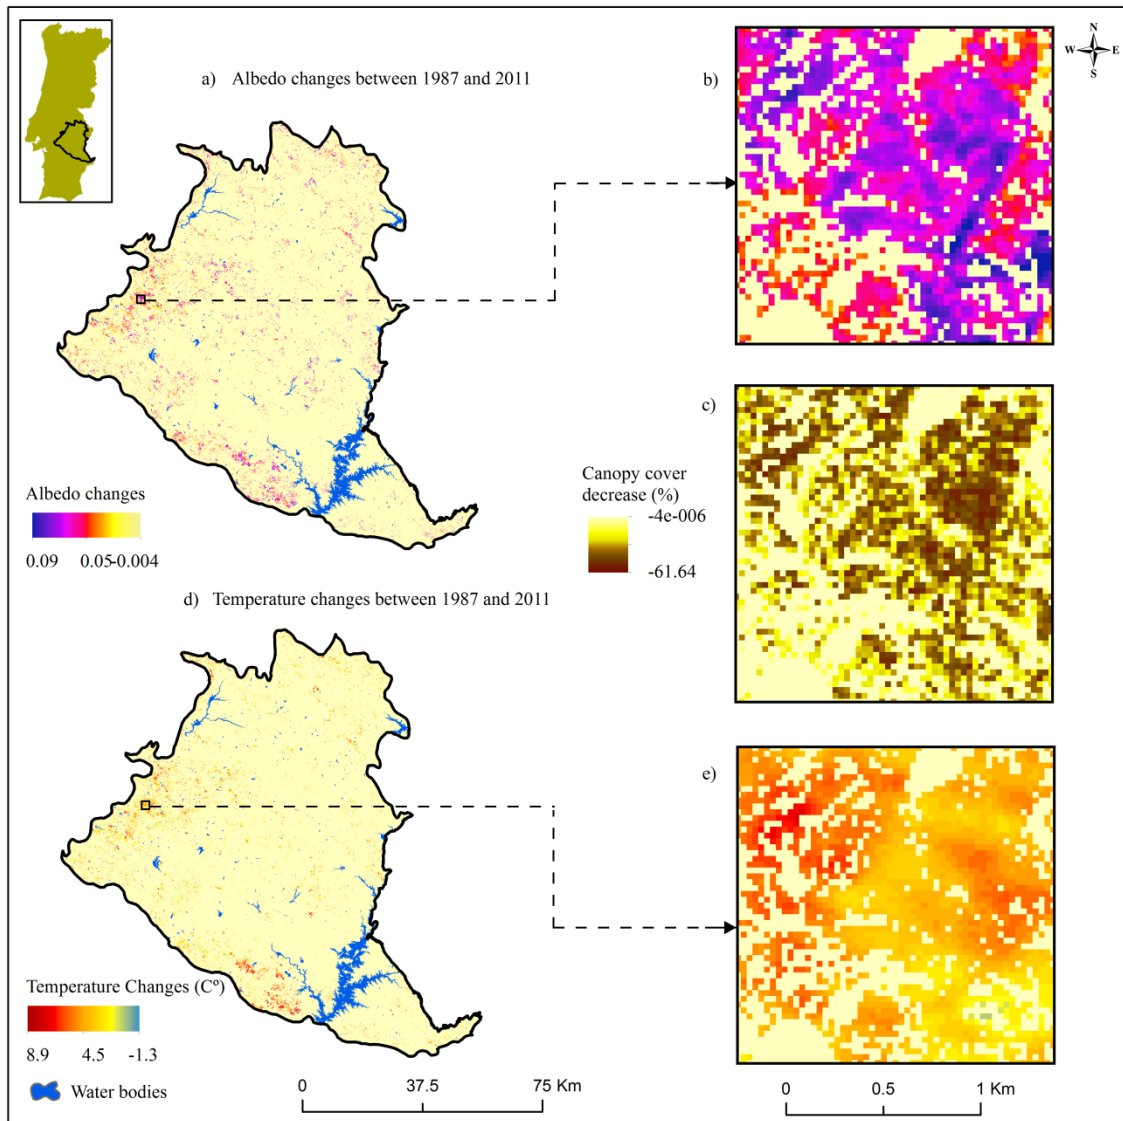 a) Albedo changes between 1987 and 2011
b)
N
W E
S
c)
Albedo changes
0.09 0.05-0.004
Canopy cover
decrease (%)
-4e-006
-61.64
d) Temperature changes between 1987 and 2011
e)
Temperature Changes (Cº)
8.9 4.5 -1.3
Water bodies
0 37.5 75 Km
0 0.5 1 Km